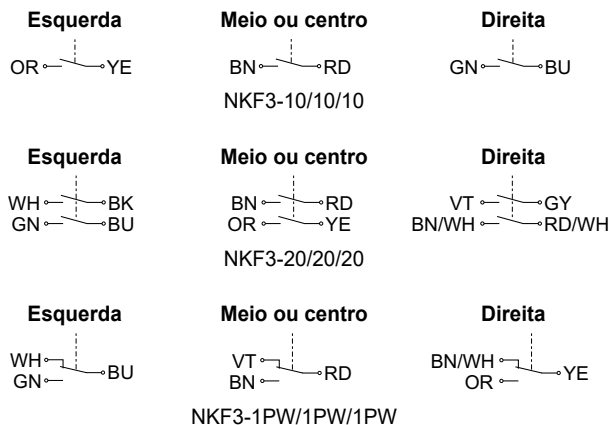 Esquerda Meio ou centro Direita
OR YE BN RD GN BU
NKF3-10/10/10
Esquerda Meio ou centro Direita
WH BK BN RD VT GY
GN BU OR YE BN/WH RD/WH
NKF3-20/20/20
Esquerda Meio ou centro Direita
WH VT BN/WH
BU RD YE
GN BN OR
NKF3-1PW/1PW/1PW